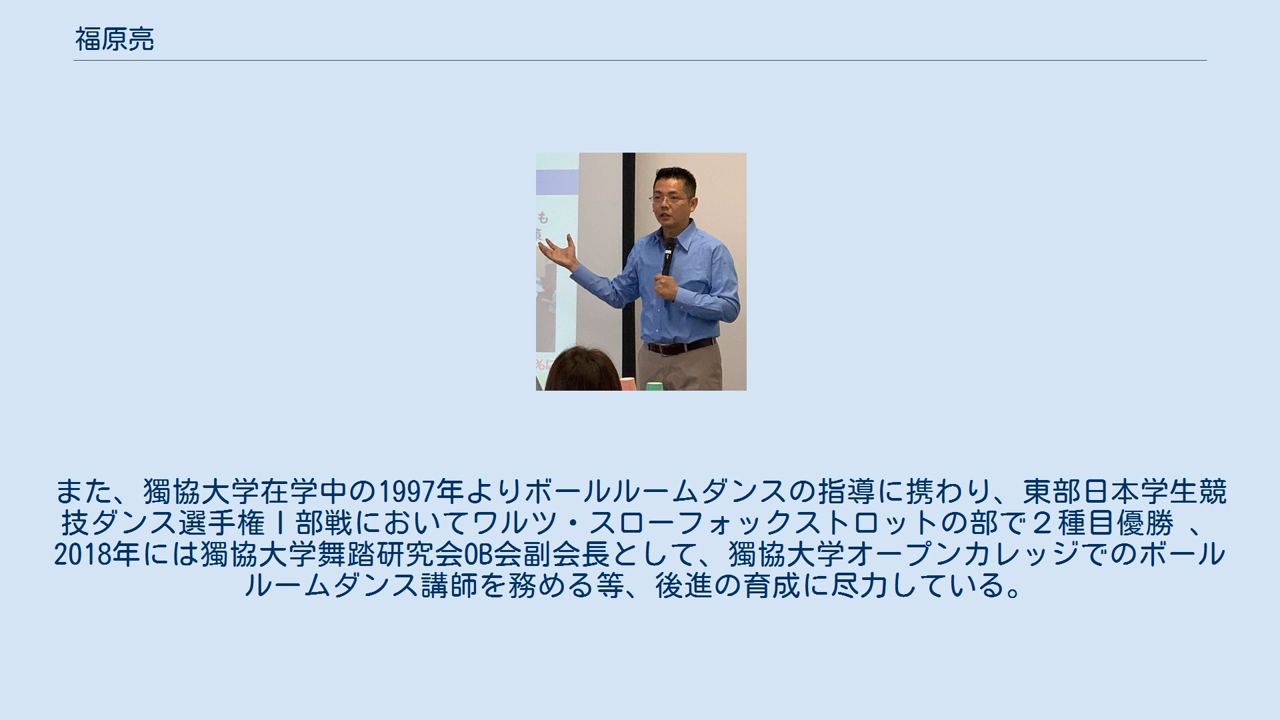 福原亮
も
%に
また、獨協大学在学中の1997年よりボールルームダンスの指導に携わり、東部日本学生競
技ダンス選手権Ⅰ部戦においてワルツ・スローフォックストロットの部で２種目優勝 、
2018年には獨協大学舞踏研究会OB会副会長として、獨協大学オープンカレッジでのボール
ルームダンス講師を務める等、後進の育成に尽力している。